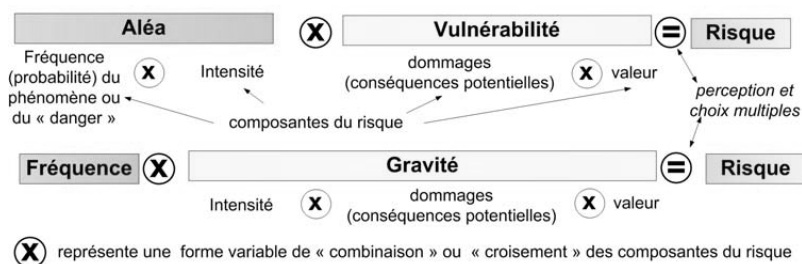 Aléa X Vulnérabilité = Risque
Fréquence
(probabilité) du
phénomène ou
du « danger »
X Intensité
dommages
(conséquences potentielles)
X valeur
composantes du risque
perception et
choix multiples
Fréquence X Gravité = Risque
Intensité X dommages
(conséquences potentielles)
X valeur
X représente une forme variable de « combinaison » ou « croisement » des composantes du risque